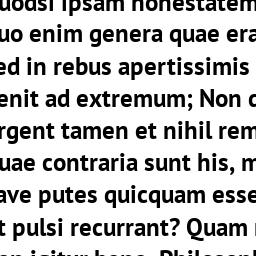 uodsi ipsam honestatem
uo enim genera quae era
ed in rebus apertissimis
enit ad extremum; Non
rgent tamen et nihil rem
uae contraria sunt his, m
ave putes quicquam esse
t pulsi recurrant? Quam
igitur